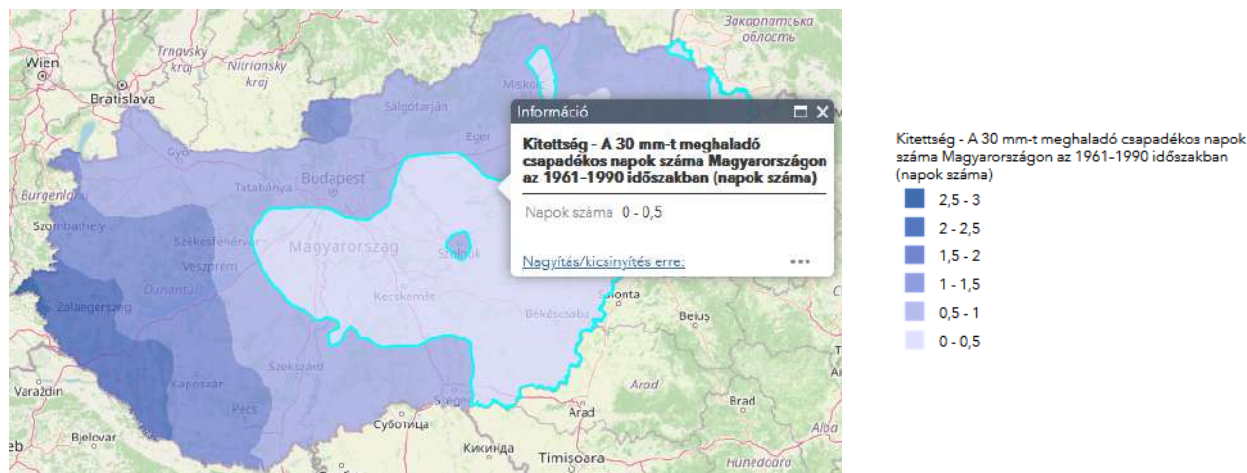 Закарпатська
область
Trnavsky
kraj
Nitriansky
kraj
Wien
Bratislava
Miskolc
Salgótarján
Eger
Győr
Budapest
Tatabánya
Burgenland
Szombathely
Székesfehérvár
Magyarország
Szolnok
Veszprém
Dunántúl
Kecskemét
Zalaegerszeg
Békéscsaba
Salonta
Beiuș
Szekszárd
Kaposvár
Pécs
Szeged
Varaždin
Arad
Arad
Brad
Суботица
Bjelovar
Кикинда
Timișoara
Hunedoara
Alba
Információ
Kitettség - A 30 mm-t meghaladó
csapadékos napok száma Magyarországon
az 1961-1990 időszakban (napok száma)
Napok száma 0 - 0,5
Nagyítás/kicsinyítés erre:
Kitettség - A 30 mm-t meghaladó csapadékos napok
száma Magyarországon az 1961-1990 időszakban
(napok száma)
2,5 - 3
2 - 2,5
1,5 - 2
1 - 1,5
0,5 - 1
0 - 0,5